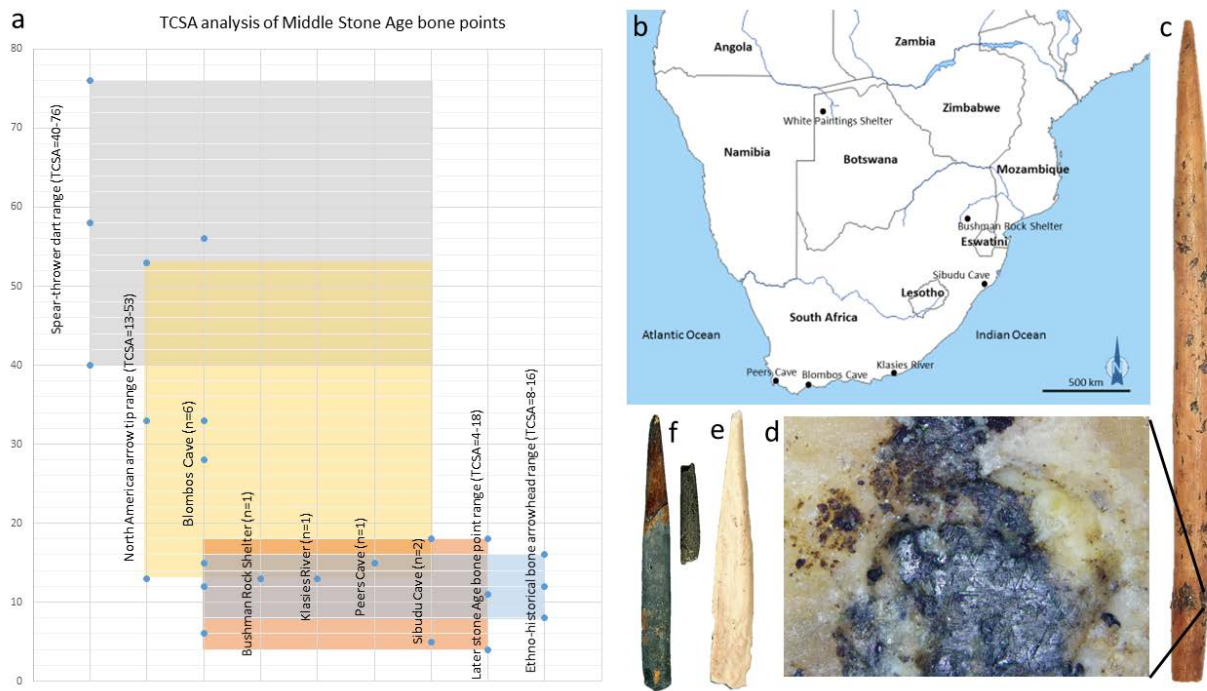 a
TCSA analysis of Middle Stone Age bone points
80
70
60
50
40
30
20
10
0
Spear-thrower dart range (TCSA=40-76)
North American arrow tip range (TCSA=13-53)
Blombos Cave (n=6)
Bushman Rock Shelter (n=1)
Klasies River (n=1)
Peers Cave (n=1)
Sibudu Cave (n=2)
Later stone Age bone point range (TCSA=4-18)
Ethno-historical bone arrowhead range (TCSA=8-16)
b
Angola
Zambia
White Paintings Shelter
Zimbabwe
Namibia
Botswana
Mozambique
Bushman Rock Shelter
Eswatini
Sibudu Cave
Lesotho
South Africa
Atlantic Ocean
Indian Ocean
Peers Cave
Blombos Cave
Klasies River
N
500 km
c
f
e
d